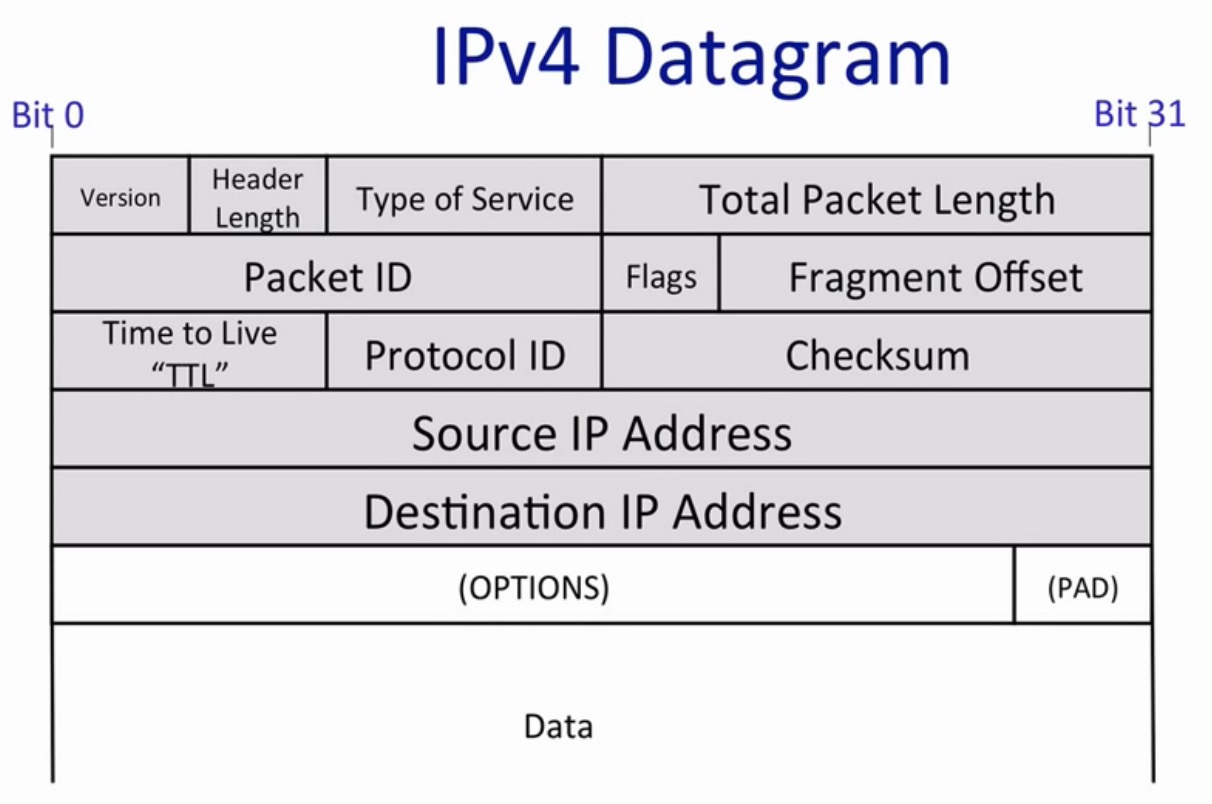 IPv4 Datagram
Bit 0
Bit 31
Version
Header
Length
Type of Service
Total Packet Length
Packet ID
Flags
Fragment Offset
Time to Live
“TTL”
Protocol ID
Checksum
Source IP Address
Destination IP Address
(OPTIONS)
(PAD)
Data